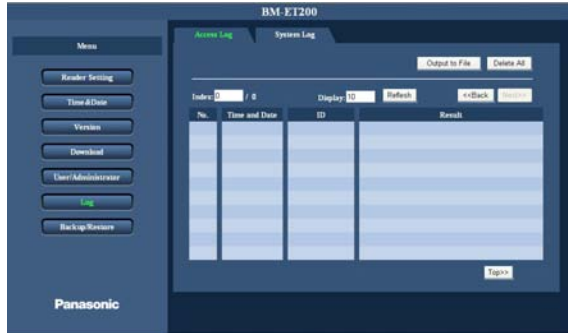 BM-ET200
Menu
Reader Setting
Time &Date
Version
Download
User/Administrator
Log
Backup/Restore
Panasonic
Access Log System Log
Output to File Delete All
Index: 0 / 0 Display: 10 Reflesh <<Back Next>>
No. Time and Date ID Result
Top>>